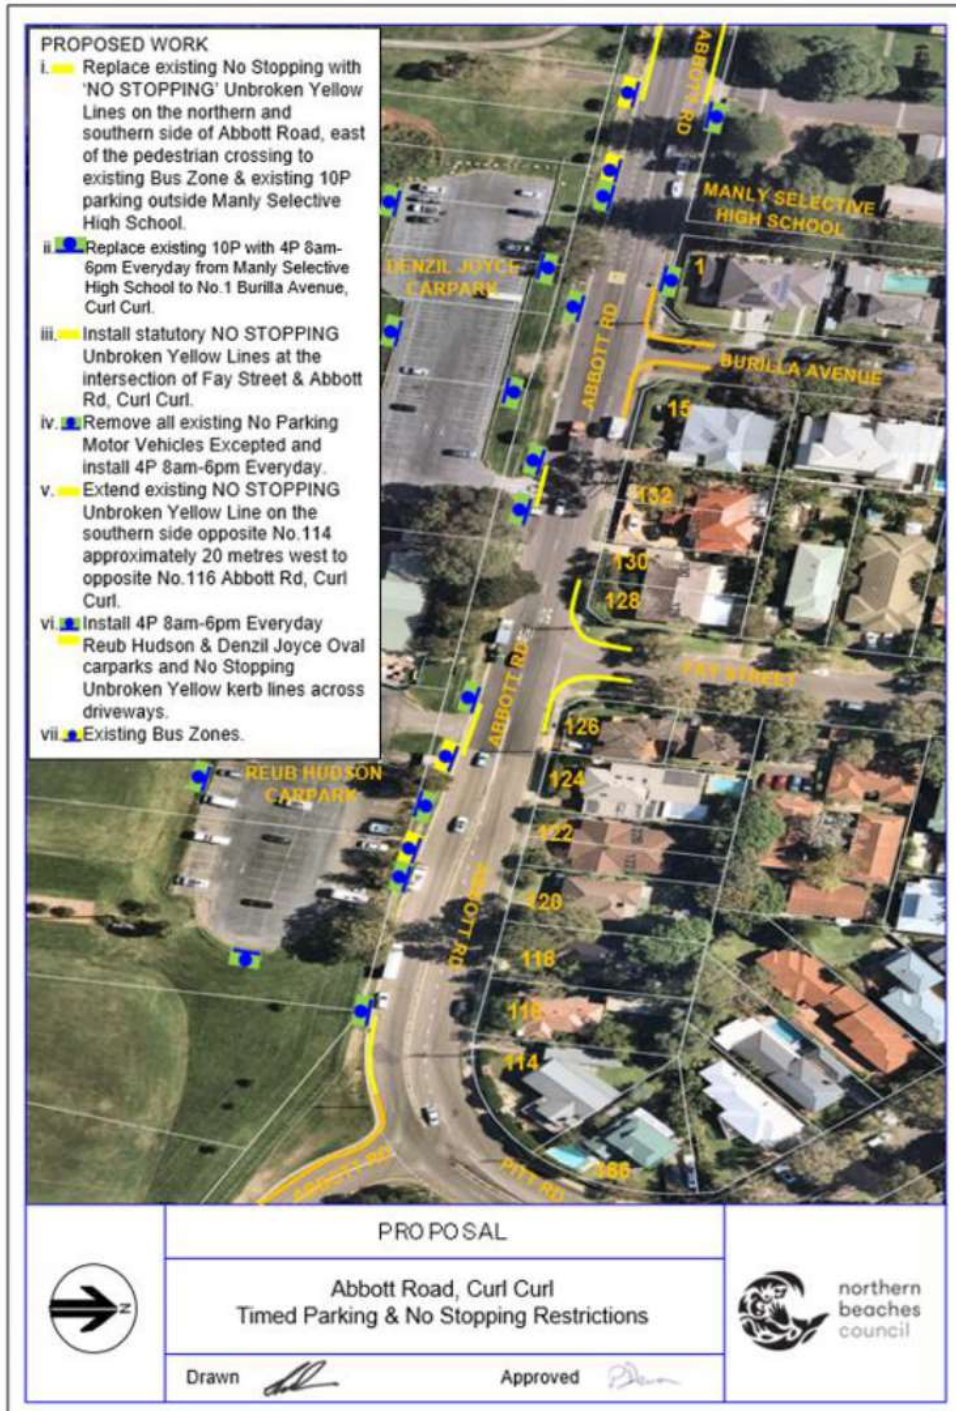 PROPOSED WORK
i. Replace existing No Stopping with
‘NO STOPPING’ Unbroken Yellow
Lines on the northern and
southern side of Abbott Road, east
of the pedestrian crossing to
existing Bus Zone & existing 10P
parking outside Manly Selective
High School.
ii. Replace existing 10P with 4P 8am-
6pm Everyday from Manly Selective
High School to No.1 Burilla Avenue,
Curl Curl.
iii. Install statutory NO STOPPING
Unbroken Yellow Lines at the
intersection of Fay Street & Abbott
Rd, Curl Curl.
iv. Remove all existing No Parking
Motor Vehicles Excepted and
install 4P 8am-6pm Everyday.
v. Extend existing NO STOPPING
Unbroken Yellow Line on the
southern side opposite No.114
approximately 20 metres west to
opposite No.116 Abbott Rd, Curl
Curl.
vi. Install 4P 8am-6pm Everyday
Reub Hudson & Denzil Joyce Oval
carparks and No Stopping
Unbroken Yellow kerb lines across
driveways.
vii. Existing Bus Zones.
ABBOTT RD
MANLY SELECTIVE
HIGH SCHOOL
DENZIL JOYCE
CARPARK
1
ABBOTT RD
BURILLA AVENUE
15
132
130
128
ABBOTT RD
FAY STREET
126
REUB HUDSON
CARPARK
124
122
120
ABBOTT RD
118
116
114
ABBOTT RD
PITT RD
186
PROPOSAL
Abbott Road, Curl Curl
Timed Parking & No Stopping Restrictions
N
northern
beaches
council
Drawn
Approved